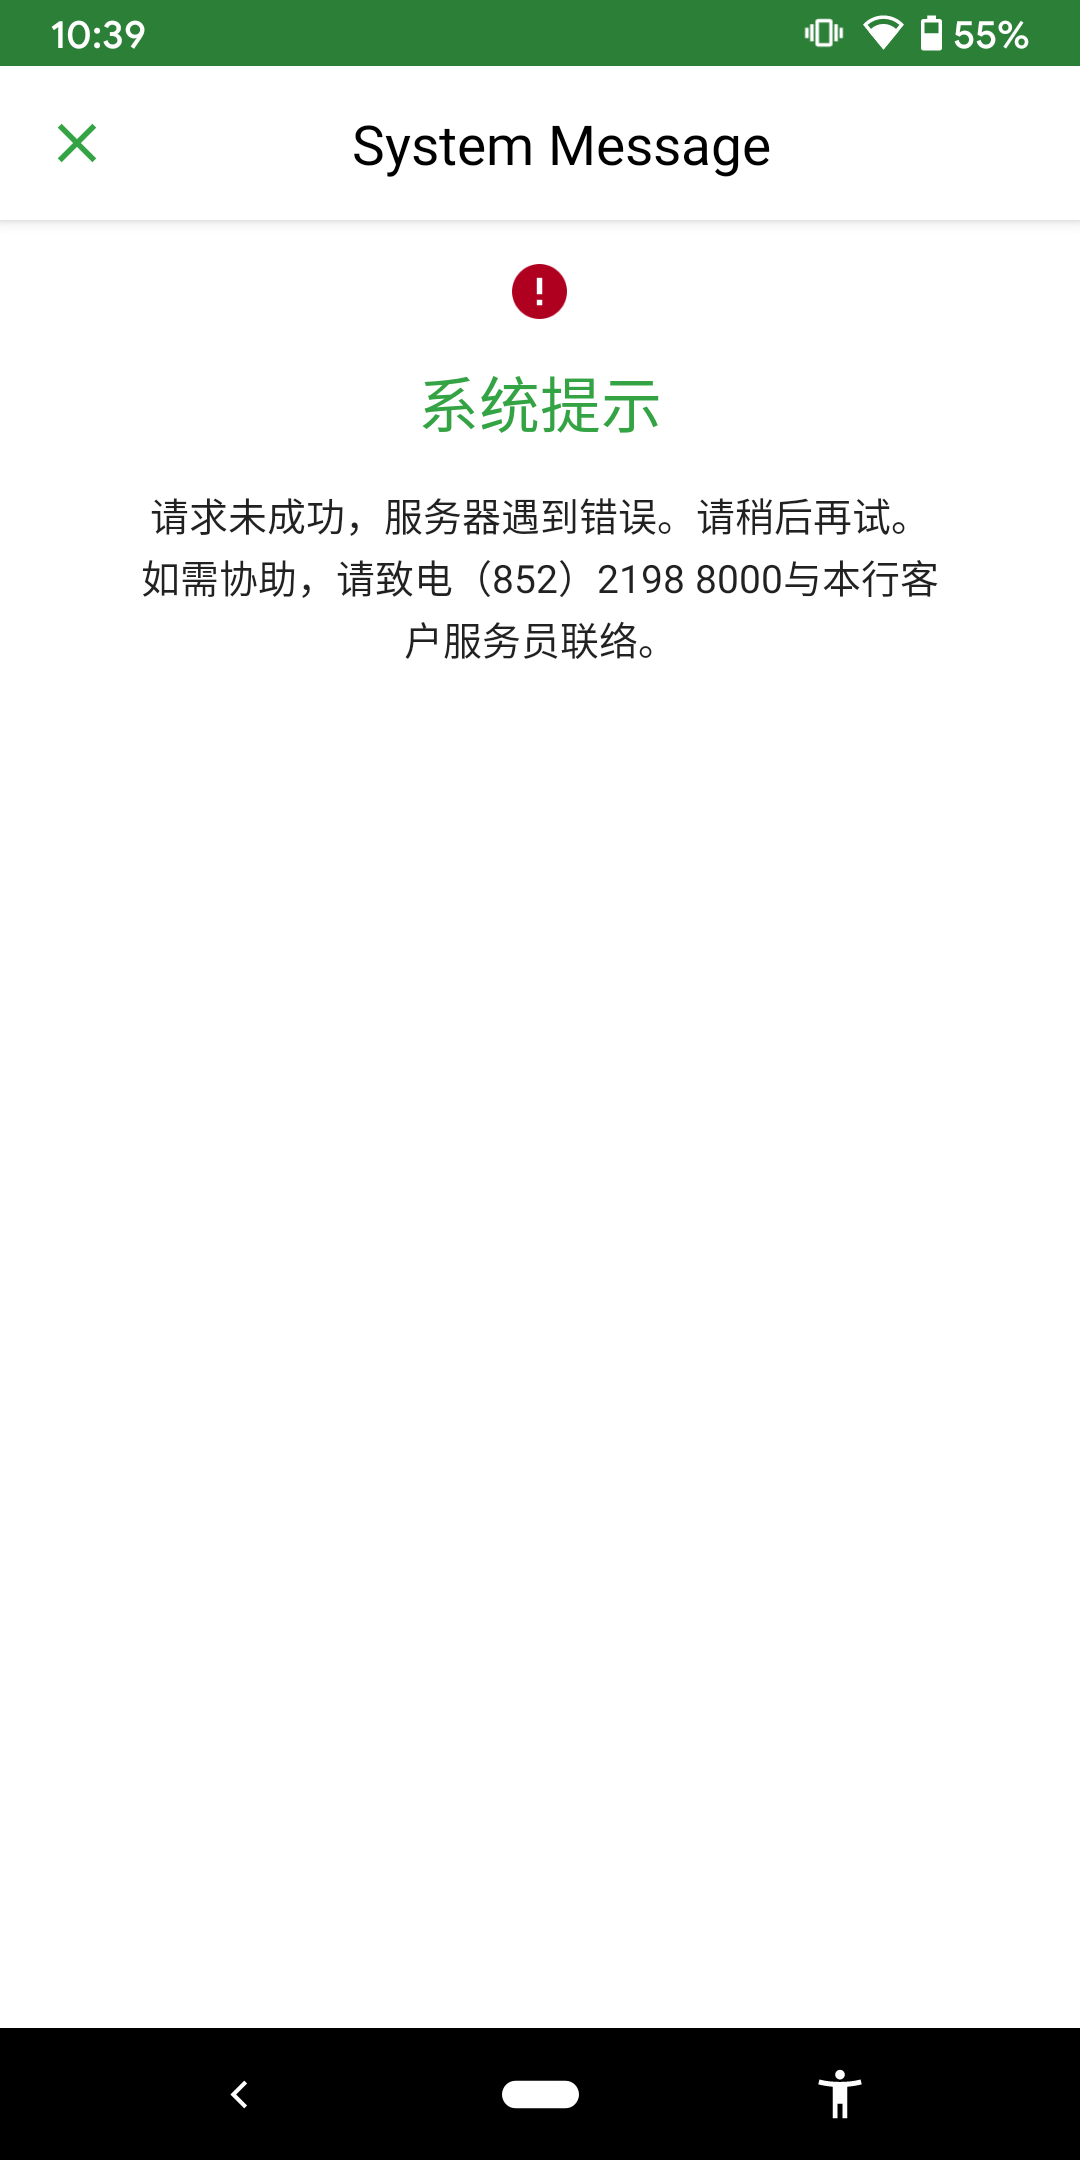 10:39
55%
System Message
系统提示
请求未成功，服务器遇到错误。请稍后再试。
如需协助，请致电（852）2198 8000与本行客
户服务员联络。